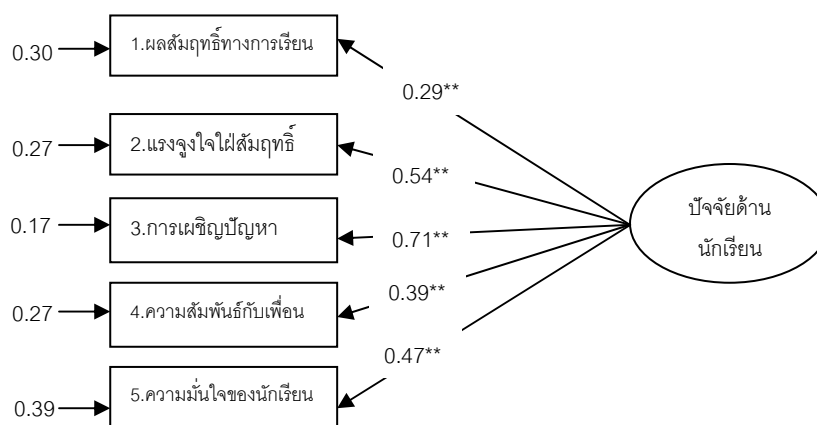 0.30
1.ผลสัมฤทธิ์ทางการเรียน
0.29**
0.27
2.แรงจูงใจใฝ่สัมฤทธิ์
0.54**
0.17
3.การเผชิญปัญหา
0.71**
ปัจจัยด้าน
นักเรียน
0.27
4.ความสัมพันธ์กับเพื่อน
0.39**
0.47**
0.39
5.ความมั่นใจของนักเรียน